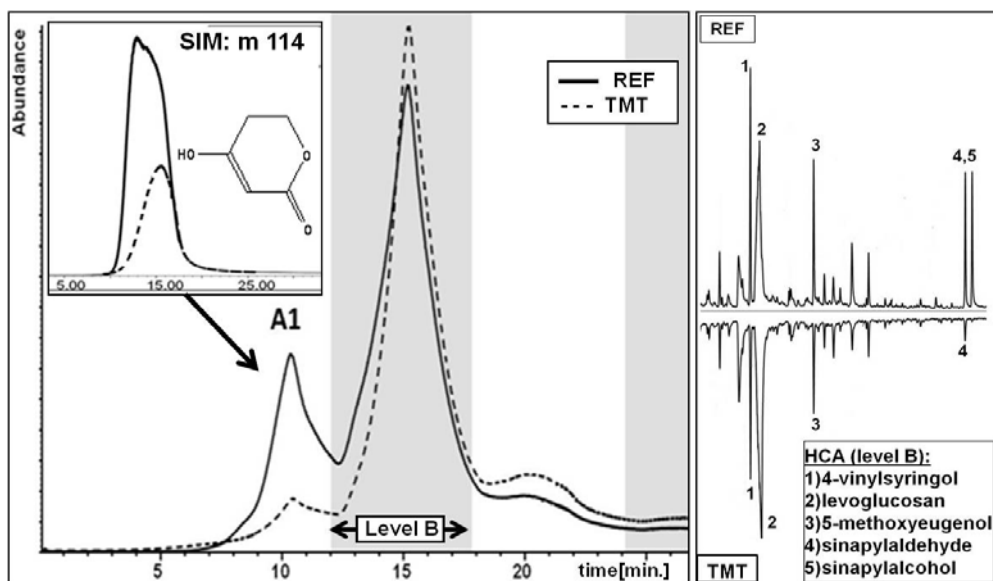 Abundance
SIM: m 114
HO
O
O
5.00 15.00 25.00
REF
TMT
A1
Level B
5 10 15 20 time[min.]
REF
1
2
3
4,5
4
3
1
2
HCA (level B):
1)4-vinylsyringol
2)levoglucosan
3)5-methoxyeugenol
4)sinapylaldehyde
5)sinapylalcohol
TMT